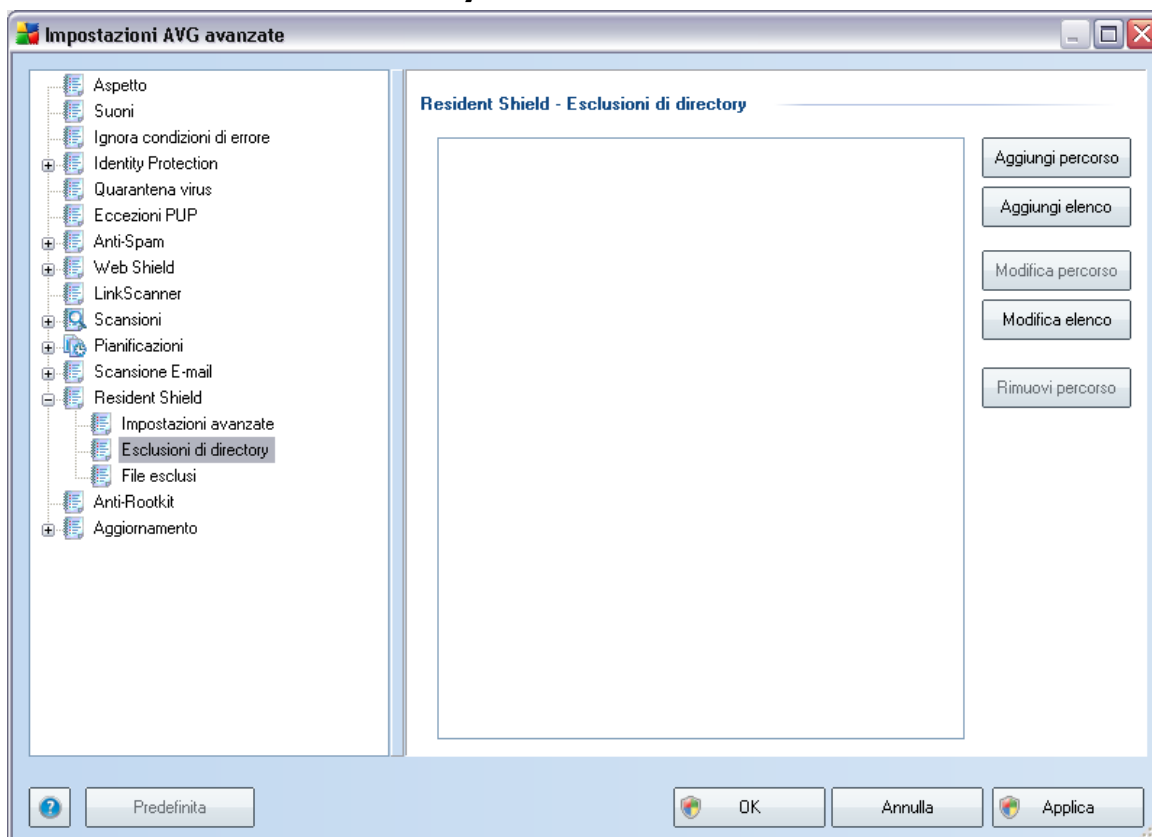 Impostazioni AVG avanzate
Aspetto
Suoni
Ignora condizioni di errore
Identity Protection
Quarantena virus
Eccezioni PUP
Anti-Spam
Web Shield
LinkScanner
Scansioni
Pianificazioni
Scansione E-mail
Resident Shield
Impostazioni avanzate
Esclusioni di directory
File esclusi
Anti-Rootkit
Aggiornamento
Resident Shield - Esclusioni di directory
Aggiungi percorso
Aggiungi elenco
Modifica percorso
Modifica elenco
Rimuovi percorso
Predefinita
OK
Annulla
Applica